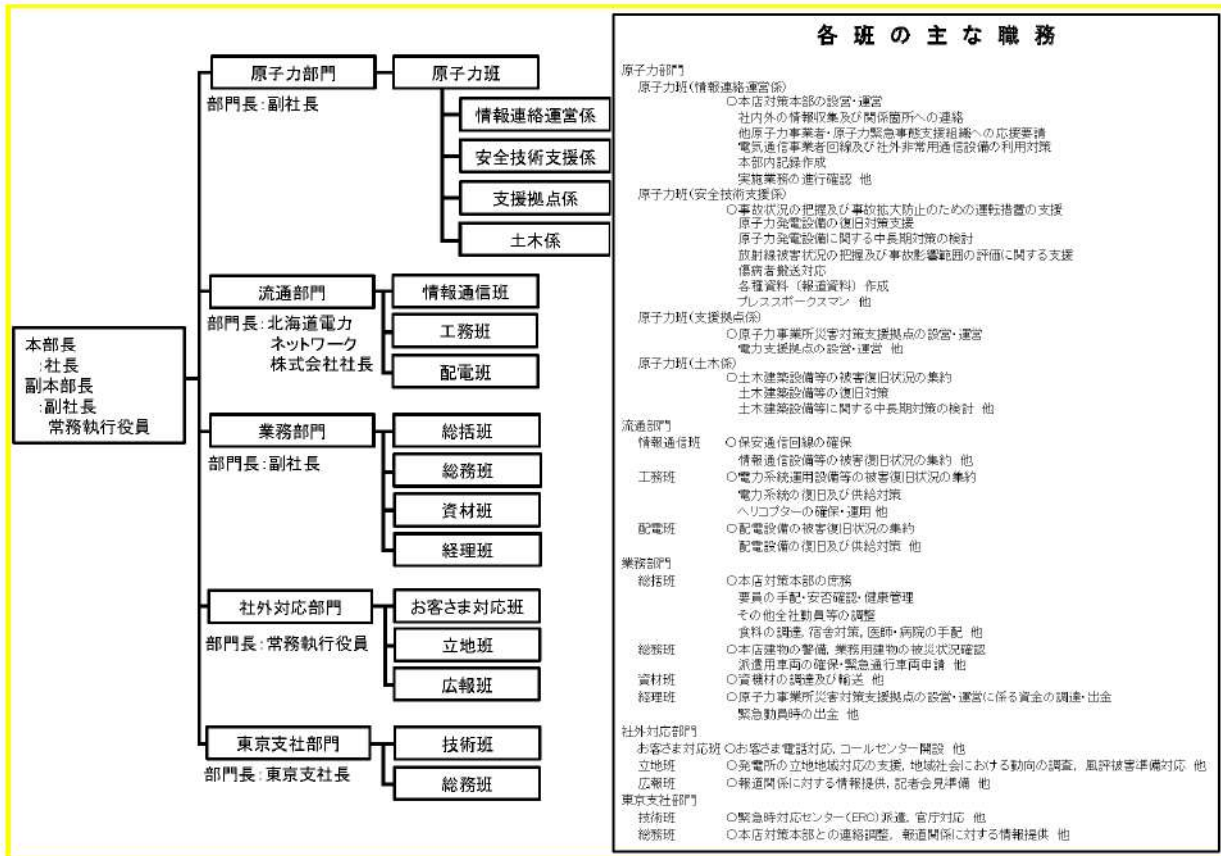 本部長
:社長
副本部長
:副社長
常務執行役員
原子力部門
部門長:副社長
原子力班
情報連絡運営係
安全技術支援係
支援拠点係
土木係
流通部門
部門長:北海道電力
ネットワーク
株式会社社長
情報通信班
工務班
配電班
業務部門
部門長:副社長
総括班
総務班
資材班
経理班
社外対応部門
部門長:常務執行役員
お客さま対応班
立地班
広報班
東京支社部門
部門長:東京支社長
技術班
総務班
各班の主な職務
原子力部門
原子力班(情報連絡運営係)
○本店対策本部の設営・運営
社内外の情報収集及び関係箇所への連絡
他原子力事業者・原子力緊急事態支援組織への応援要請
電気通信事業者回線及び社外非常用通信設備の利用対策
本部内記録作成
実施業務の進行確認 他
原子力班(安全技術支援係)
○事故状況の把握及び事故拡大防止のための運転措置の支援
原子力発電設備の復旧対策支援
原子力発電設備に関する中長期対策の検討
放射線被害状況の把握及び事故影響範囲の評価に関する支援
傷病者搬送対応
各種資料(報道資料)作成
プレススポークスマン 他
原子力班(支援拠点係)
○原子力事業所災害対策支援拠点の設営・運営
電力支援拠点の設営・運営 他
原子力班(土木係)
○土木建築設備等の被害復旧状況の集約
土木建築設備等の復旧対策
土木建築設備等に関する中長期対策の検討 他
流通部門
情報通信班 ○保安通信回線の確保
情報通信設備等の被害復旧状況の集約 他
工務班 ○電力系統運用設備等の被害復旧状況の集約
電力系統の復旧及び供給対策
ヘリコプターの確保・運用 他
配電班 ○配電設備の被害復旧状況の集約
配電設備の復旧及び供給対策 他
業務部門
総括班 ○本店対策本部の庶務
要員の手配・安否確認・健康管理
その他全社動員等の調整
食料の調達,宿舎対策,医師・病院の手配 他
総務班 ○本店建物の警備,業務用建物の被災状況確認
派遣用車両の確保・緊急通行車両申請 他
資材班 ○資機材の調達及び輸送 他
経理班 ○原子力事業所災害対策支援拠点の設営・運営に係る資金の調達・出金
緊急動員時の出金 他
社外対応部門
お客さま対応班 ○お客さま電話対応,コールセンター開設 他
立地班 ○発電所の立地地域対応の支援,地域社会における動向の調査,風評被害準備対応 他
広報班 ○報道関係に対する情報提供,記者会見準備 他
東京支社部門
技術班 ○緊急時対応センター(ERC)派遣,官庁対応 他
総務班 ○本店対策本部との連絡調整,報道関係に対する情報提供 他